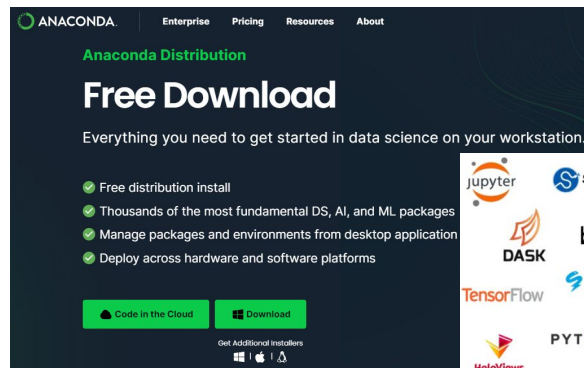 ANACONDA.
Enterprise Pricing Resources About
Anaconda Distribution
Free Download
Everything you need to get started in data science on your workstation.
Free distribution install
Thousands of the most fundamental DS, AI, and ML packages
Manage packages and environments from desktop application
Deploy across hardware and software platforms
Code in the Cloud Download
Get Additional Installers
jupyter
DASK
TensorFlow
PYT
HoloViews